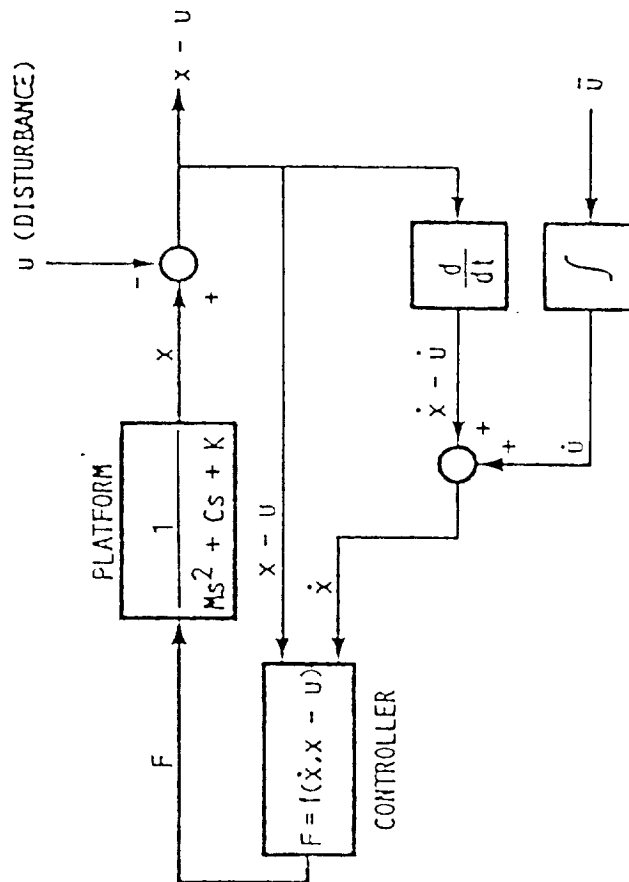 U (DISTURBANCE)
-
+
X
X - U
PLATFORM
1
Ms² + Cs + K
F
X - U
Ẋ
F = f(ẋ, x - U)
CONTROLLER
d
dt
Ẋ - U̇
+
+
U̇
∫
Ü